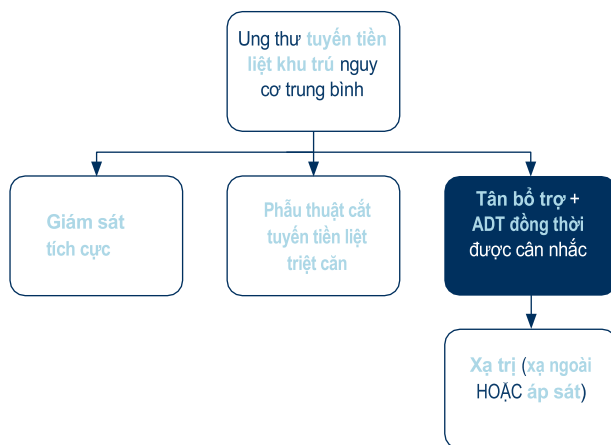 Ung thư tuyến tiền
liệt khu trú nguy
cơ trung bình
Giám sát
tích cực
Phẫu thuật cắt
tuyến tiền liệt
triệt căn
Tân bổ trợ +
ADT đồng thời
được cân nhắc
Xạ trị (xạ ngoài
HOẶC áp sát)